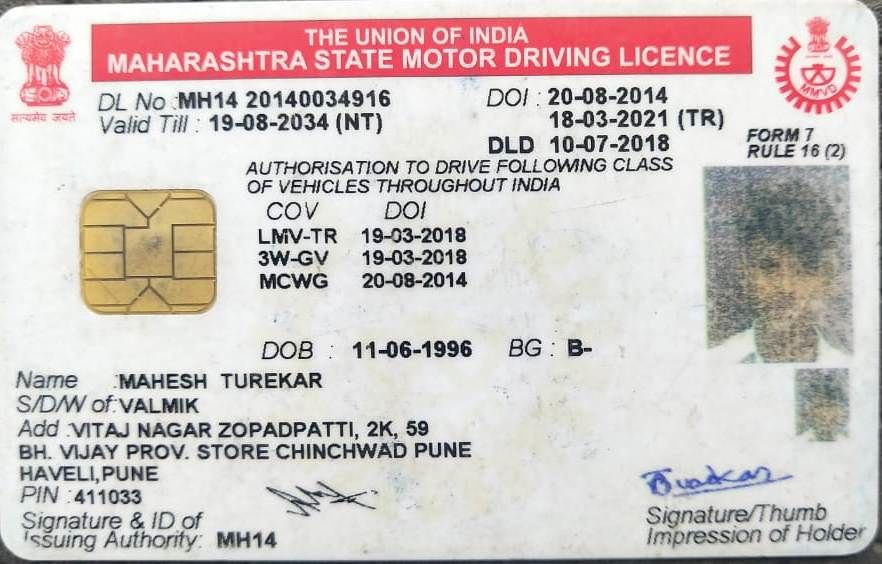 THE UNION OF INDIA
MAHARASHTRA STATE MOTOR DRIVING LICENCE
सत्यमेव जयते
MMVD
DL No :MH14 20140034916 DOI : 20-08-2014
Valid Till : 19-08-2034 (NT) 18-03-2021 (TR)
DLD 10-07-2018
FORM 7
RULE 16 (2)
AUTHORISATION TO DRIVE FOLLOWING CLASS
OF VEHICLES THROUGHOUT INDIA
COV DOI
LMV-TR 19-03-2018
3W-GV 19-03-2018
MCWG 20-08-2014
DOB : 11-06-1996 BG : B-
Name :MAHESH TUREKAR
S/D/W of:VALMIK
Add :VITAJ NAGAR ZOPADPATTI, 2K, 59
BH. VIJAY PROV. STORE CHINCHWAD PUNE
HAVELI,PUNE
PIN :411033
Signature & ID of
Issuing Authority: MH14
Signature/Thumb
Impression of Holder